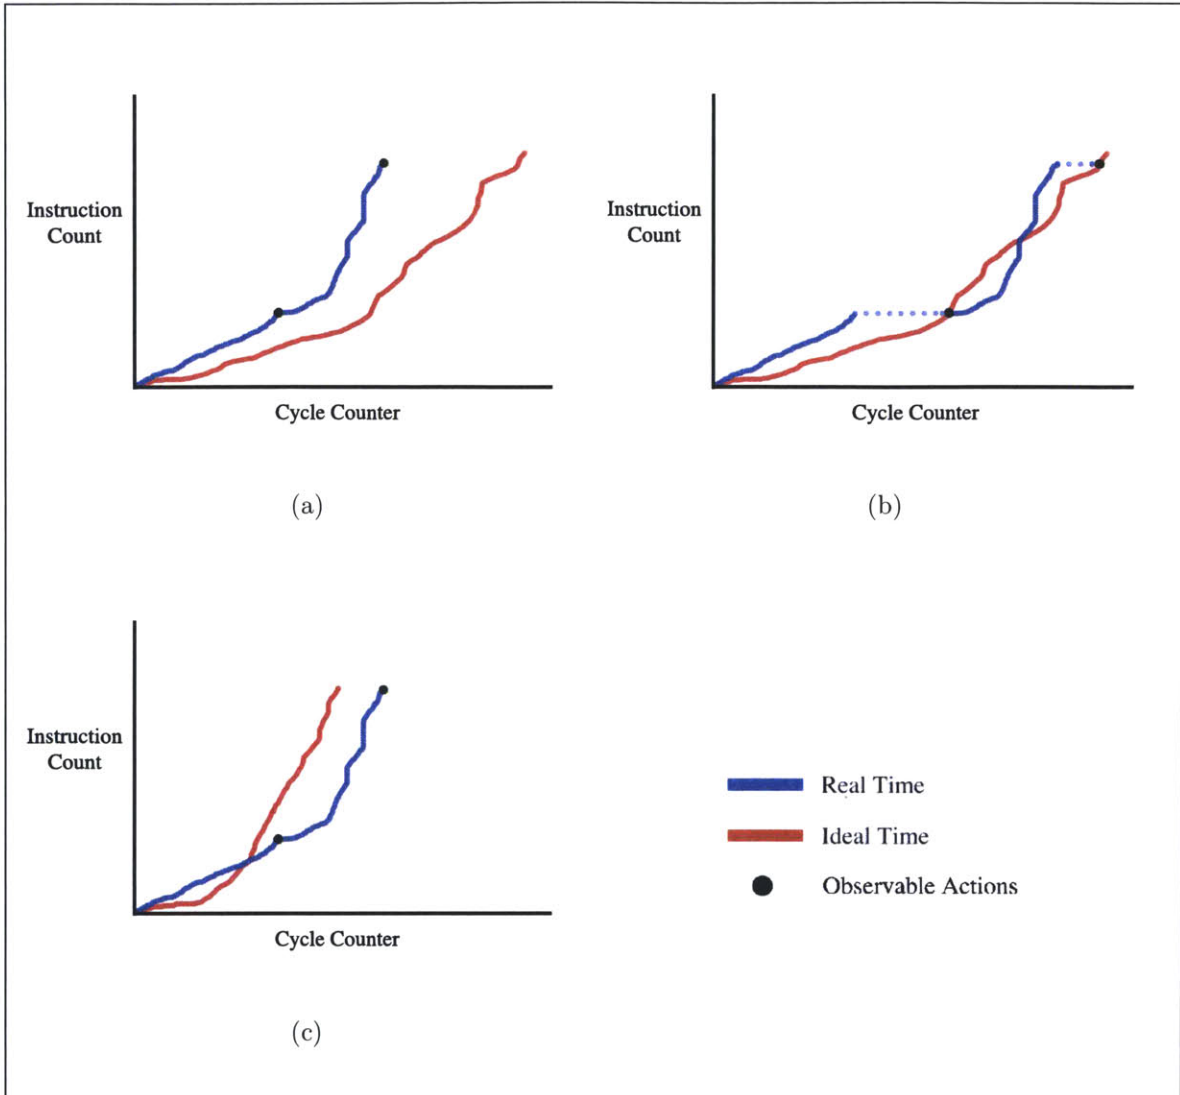 Instruction
Count
Cycle Counter
(a)
Instruction
Count
Cycle Counter
(b)
Instruction
Count
Cycle Counter
(c)
Real Time
Ideal Time
Observable Actions